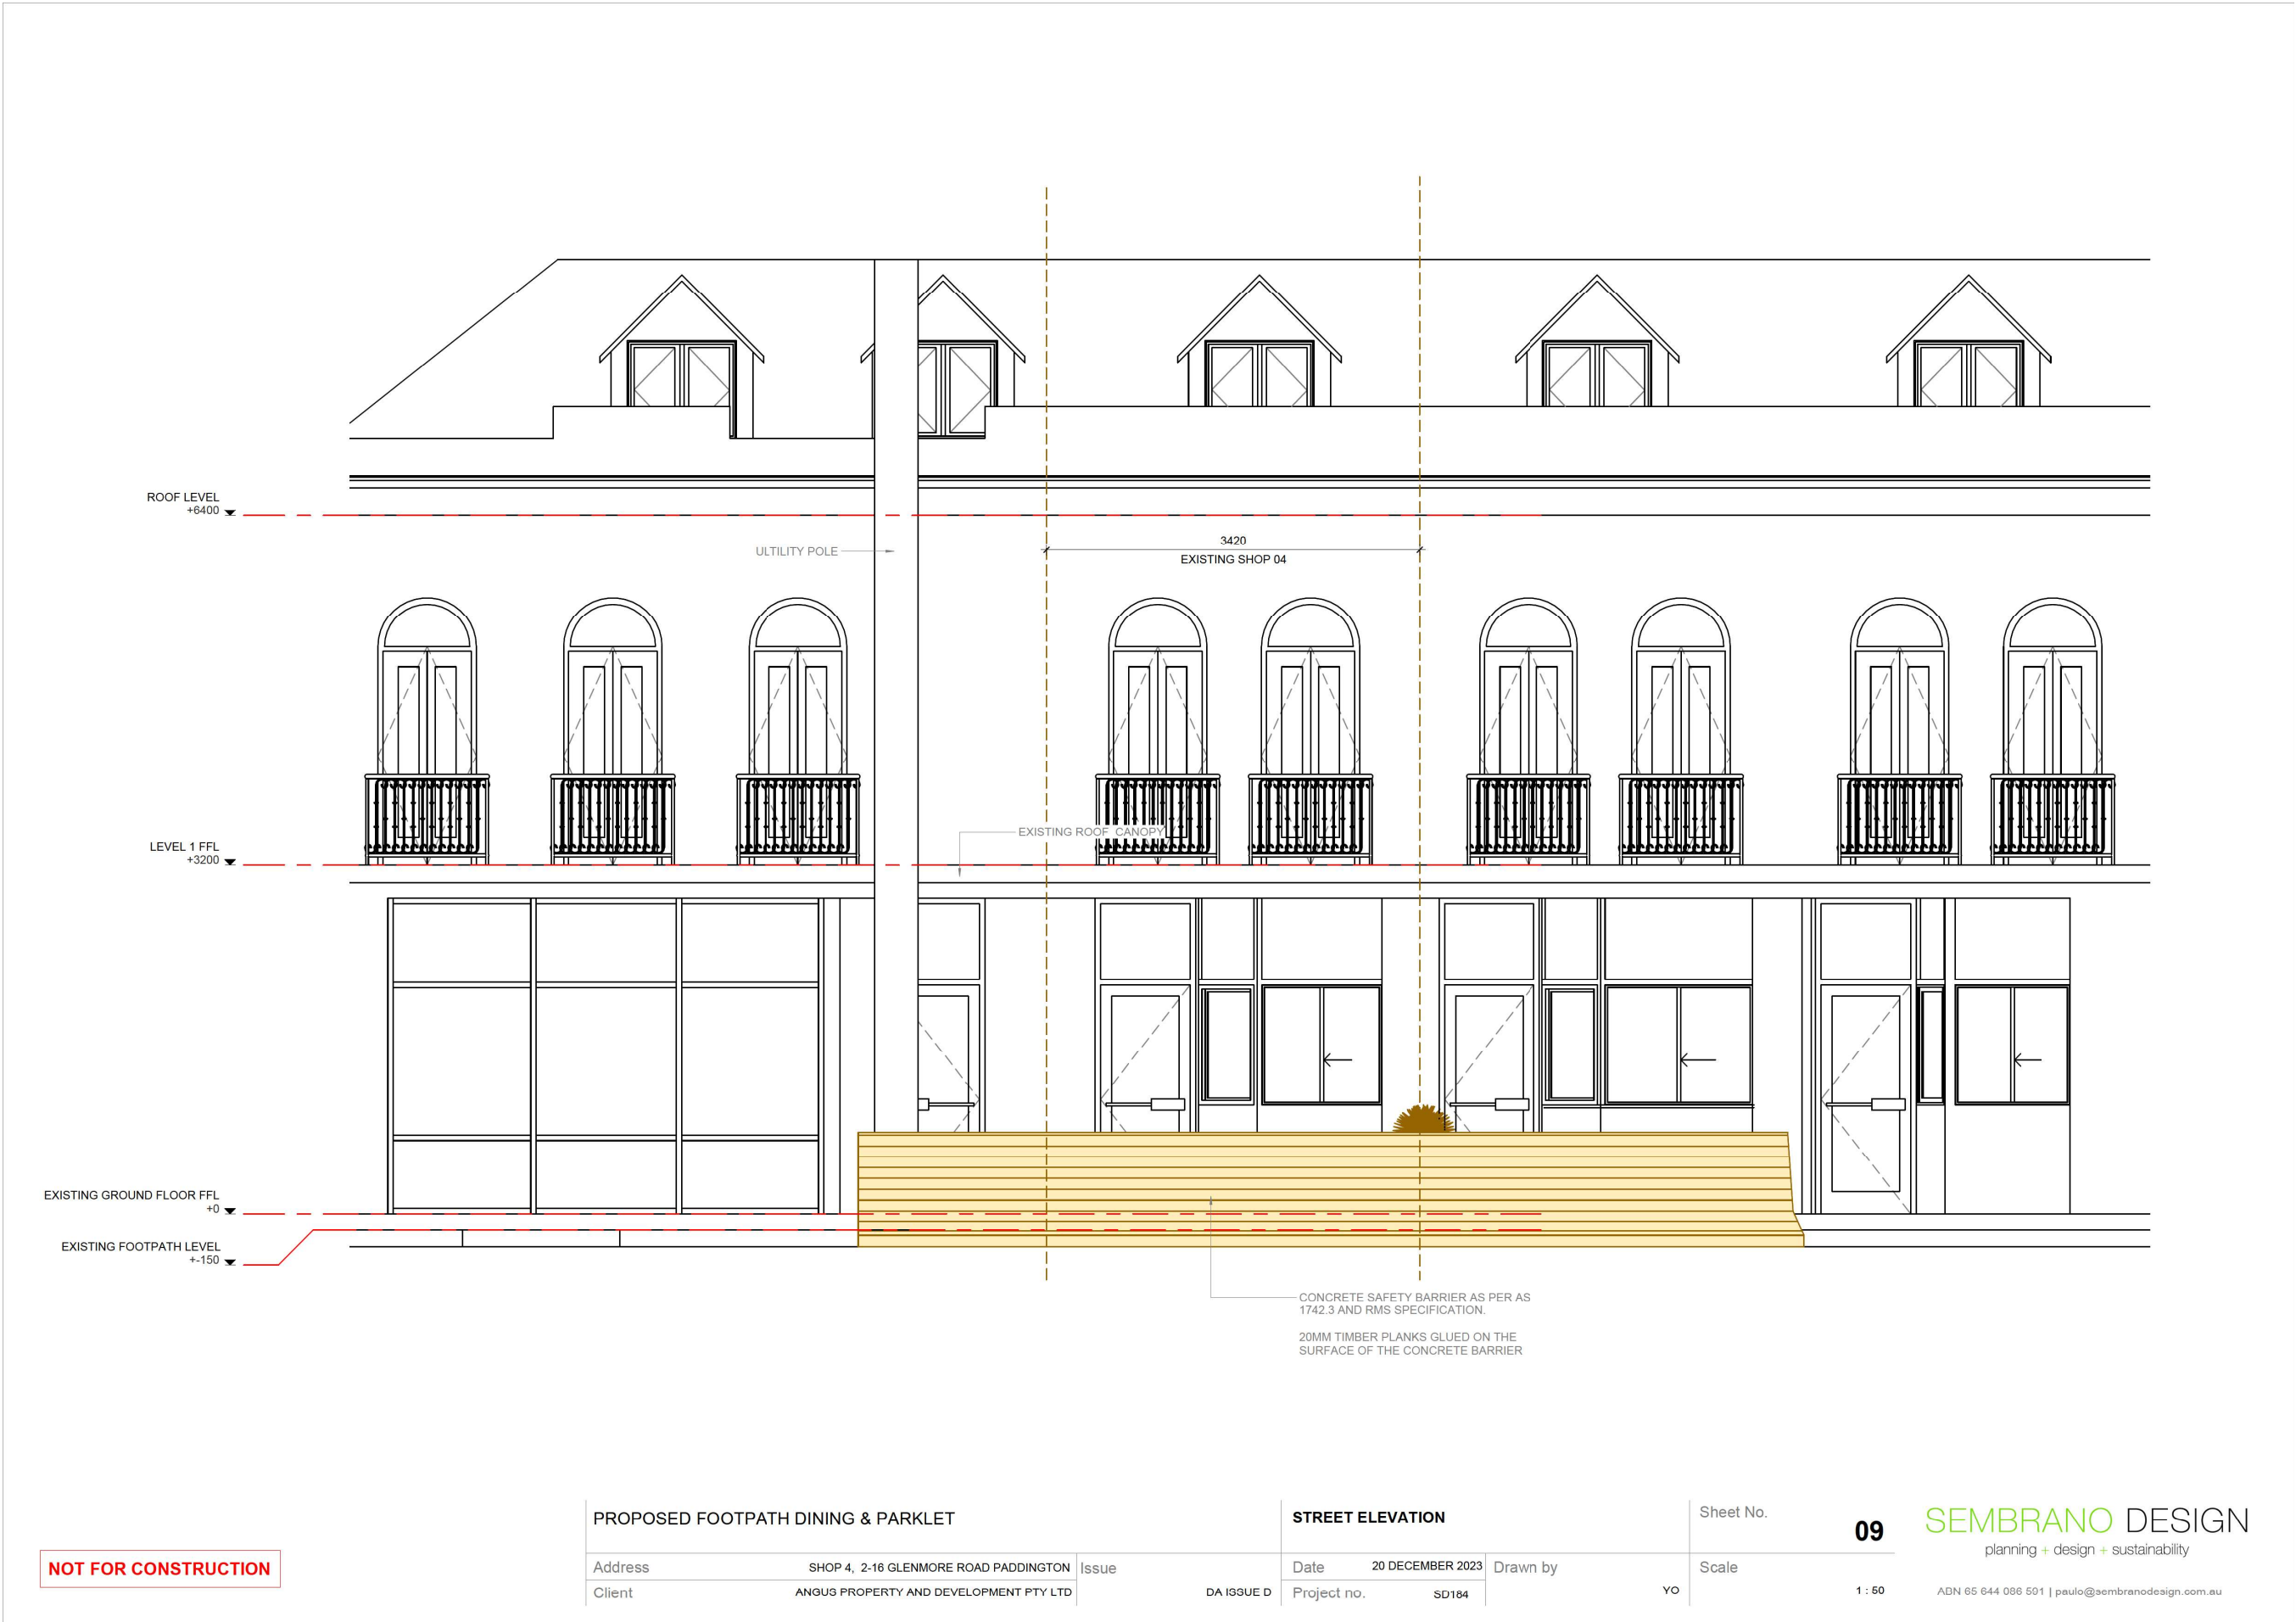 ROOF LEVEL
+6400
ULTILITY POLE
3420
EXISTING SHOP 04
EXISTING ROOF CANOPY
LEVEL 1 FFL
+3200
EXISTING GROUND FLOOR FFL
+0
EXISTING FOOTPATH LEVEL
+-150
CONCRETE SAFETY BARRIER AS PER AS
1742.3 AND RMS SPECIFICATION.
20MM TIMBER PLANKS GLUED ON THE
SURFACE OF THE CONCRETE BARRIER
NOT FOR CONSTRUCTION
PROPOSED FOOTPATH DINING & PARKLET
Address SHOP 4, 2-16 GLENMORE ROAD PADDINGTON
Client ANGUS PROPERTY AND DEVELOPMENT PTY LTD
Issue
DA ISSUE D
STREET ELEVATION
Date 20 DECEMBER 2023
Project no. SD184
Drawn by
YO
Sheet No.
09
Scale
1 : 50
SEMBRANO DESIGN
planning + design + sustainability
ABN 65 644 086 591 | paulo@sembranodesign.com.au